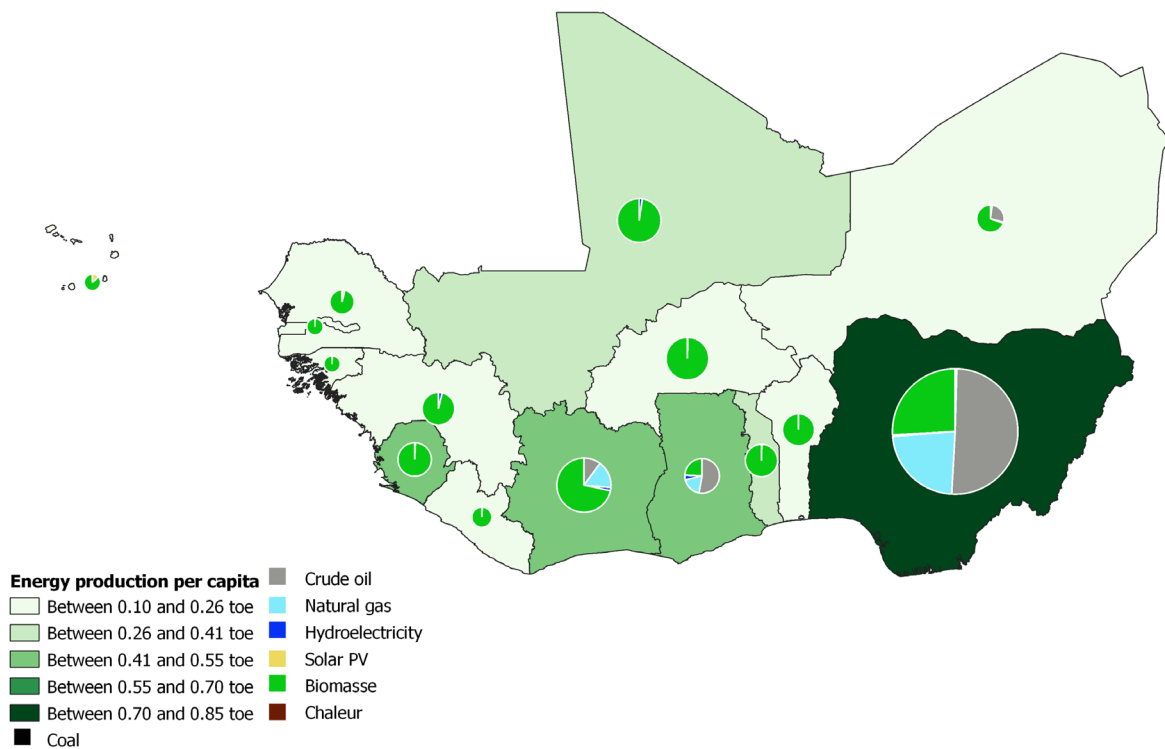 Energy production per capita
Between 0.10 and 0.26 toe
Between 0.26 and 0.41 toe
Between 0.41 and 0.55 toe
Between 0.55 and 0.70 toe
Between 0.70 and 0.85 toe
Coal
Crude oil
Natural gas
Hydroelectricity
Solar PV
Biomasse
Chaleur